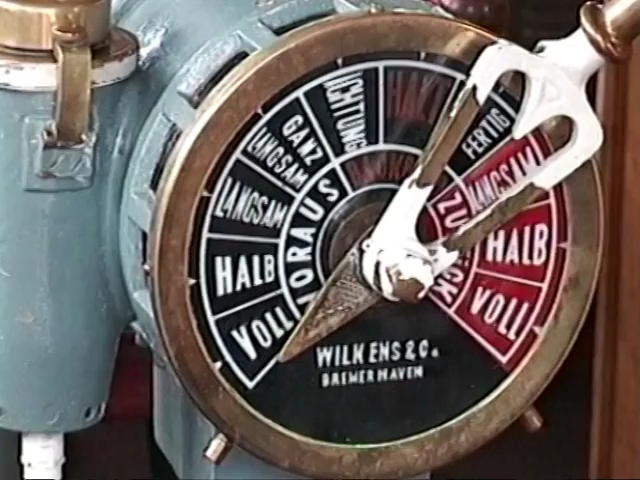 VOLL
HALB
LANGSAM
GANZ
LANGSAM
ACHTUNG
HALT
FERTIG
LANGSAM
HALB
VOLL
VORAUS
WILKENS & Co.
BREMERHAVEN